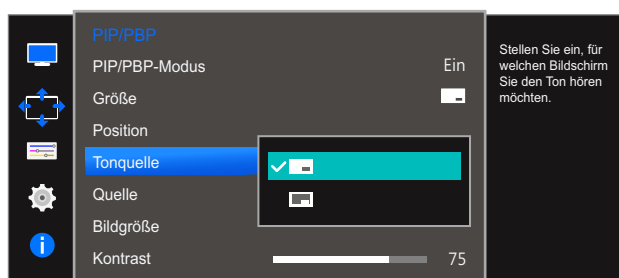 PIP/PBP
PIP/PBP-Modus Ein
Größe
Position
Tonquelle
Quelle
Bildgröße
Kontrast 75
Stellen Sie ein, für
welchen Bildschirm
Sie den Ton hören
möchten.